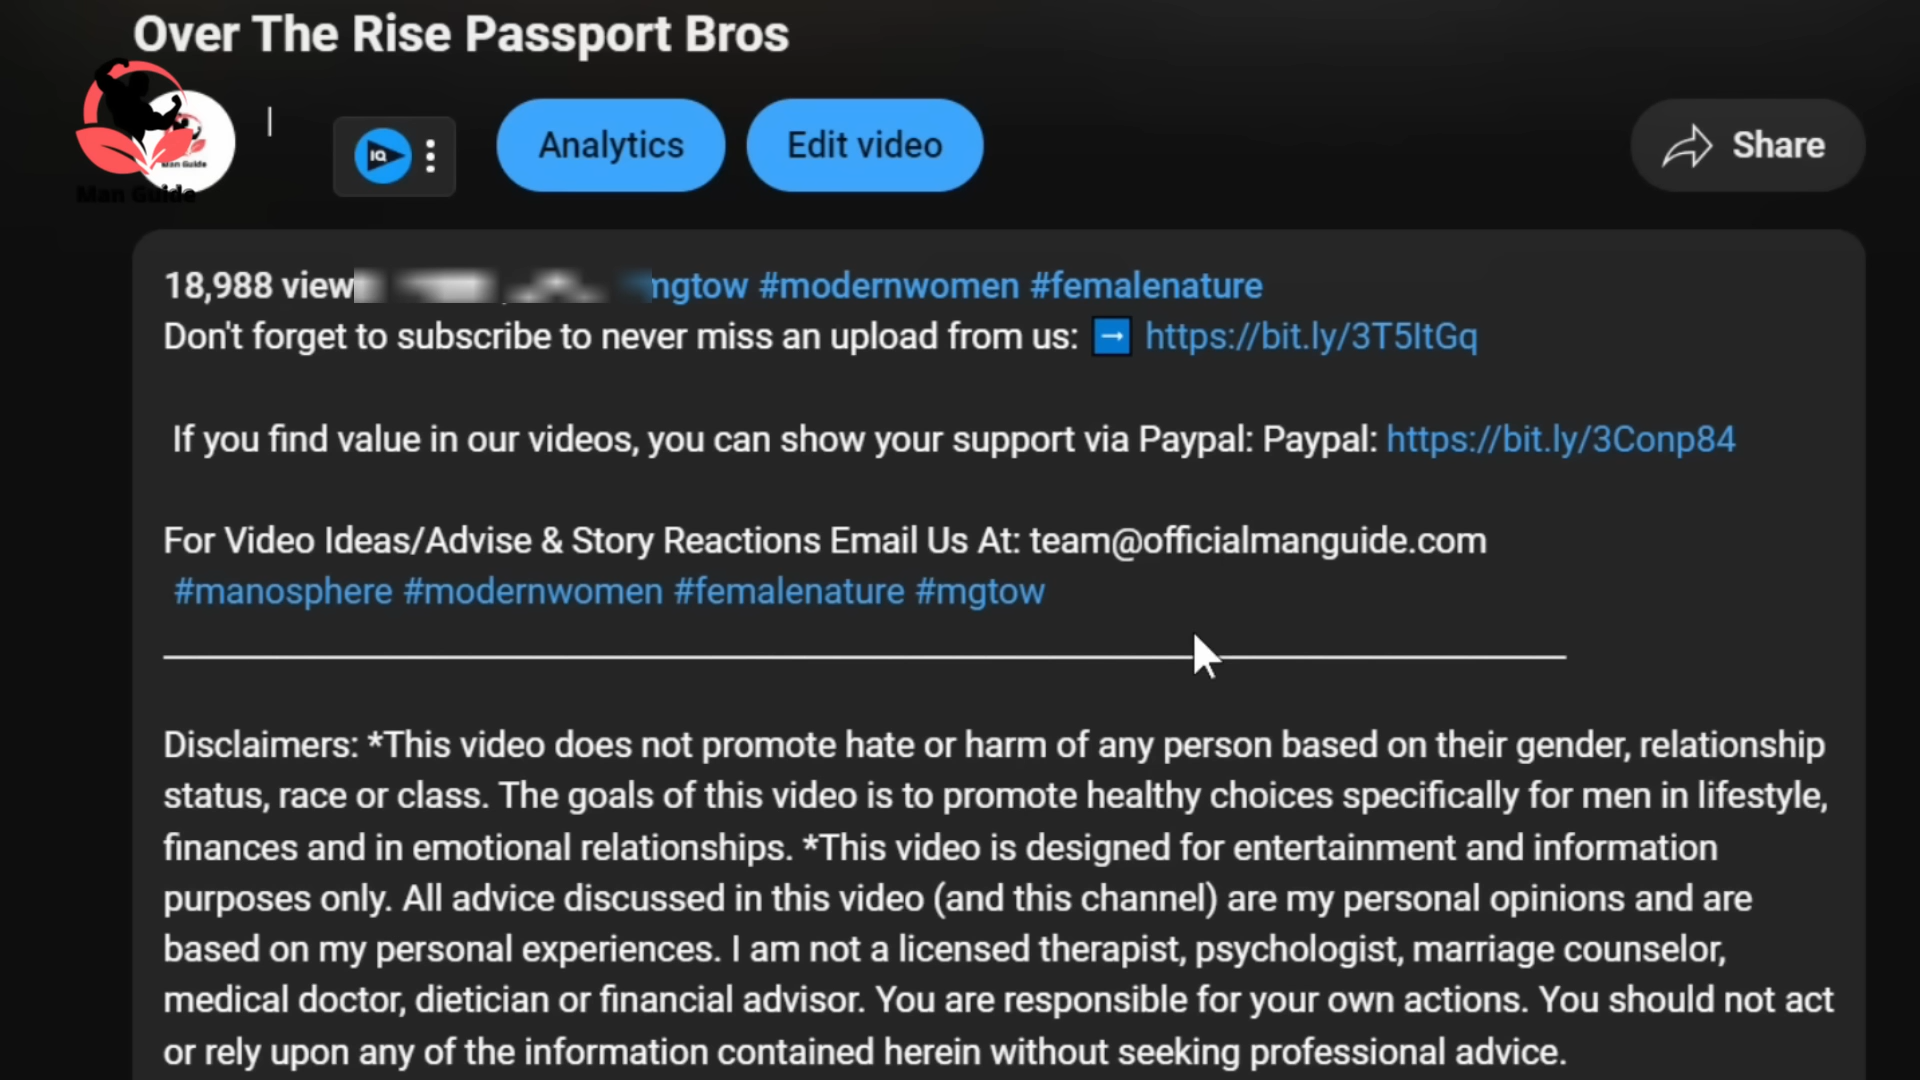 Over The Rise Passport Bros
Man Guide
Man Guide
IQ
Analytics
Edit video
Share
18,988 view mgtow #modernwomen #femalenature
Don't forget to subscribe to never miss an upload from us: ➡ https://bit.ly/3T5ItGq
If you find value in our videos, you can show your support via Paypal: Paypal: https://bit.ly/3Conp84
For Video Ideas/Advise & Story Reactions Email Us At: team@officialmanguide.com
#manosphere #modernwomen #femalenature #mgtow
Disclaimers: *This video does not promote hate or harm of any person based on their gender, relationship
status, race or class. The goals of this video is to promote healthy choices specifically for men in lifestyle,
finances and in emotional relationships. *This video is designed for entertainment and information
purposes only. All advice discussed in this video (and this channel) are my personal opinions and are
based on my personal experiences. I am not a licensed therapist, psychologist, marriage counselor,
medical doctor, dietician or financial advisor. You are responsible for your own actions. You should not act
or rely upon any of the information contained herein without seeking professional advice.